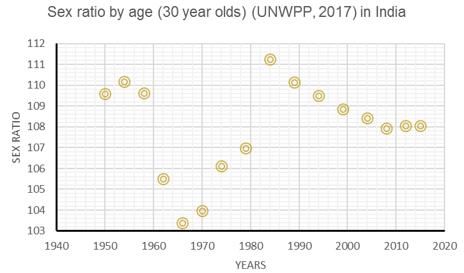 Sex ratio by age (30 year olds) (UNWPP, 2017) in India
112
111
110
109
108
107
106
105
104
103
SEX RATIO
1940 1950 1960 1970 1980 1990 2000 2010 2020
YEARS